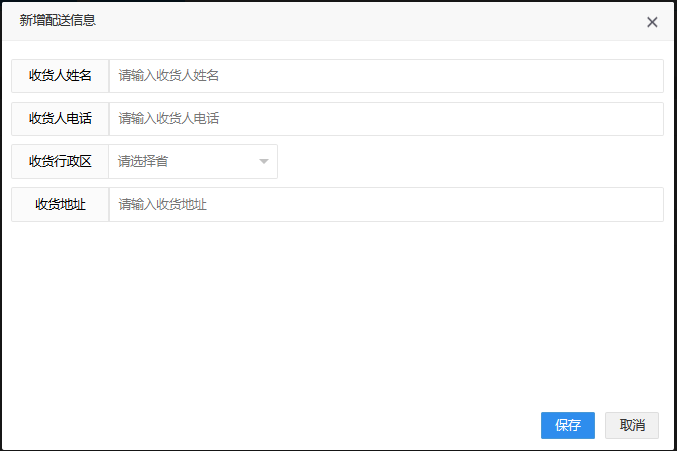 新增配送信息
收货人姓名 请输入收货人姓名
收货人电话 请输入收货人电话
收货行政区 请选择省
收货地址 请输入收货地址
保存 取消